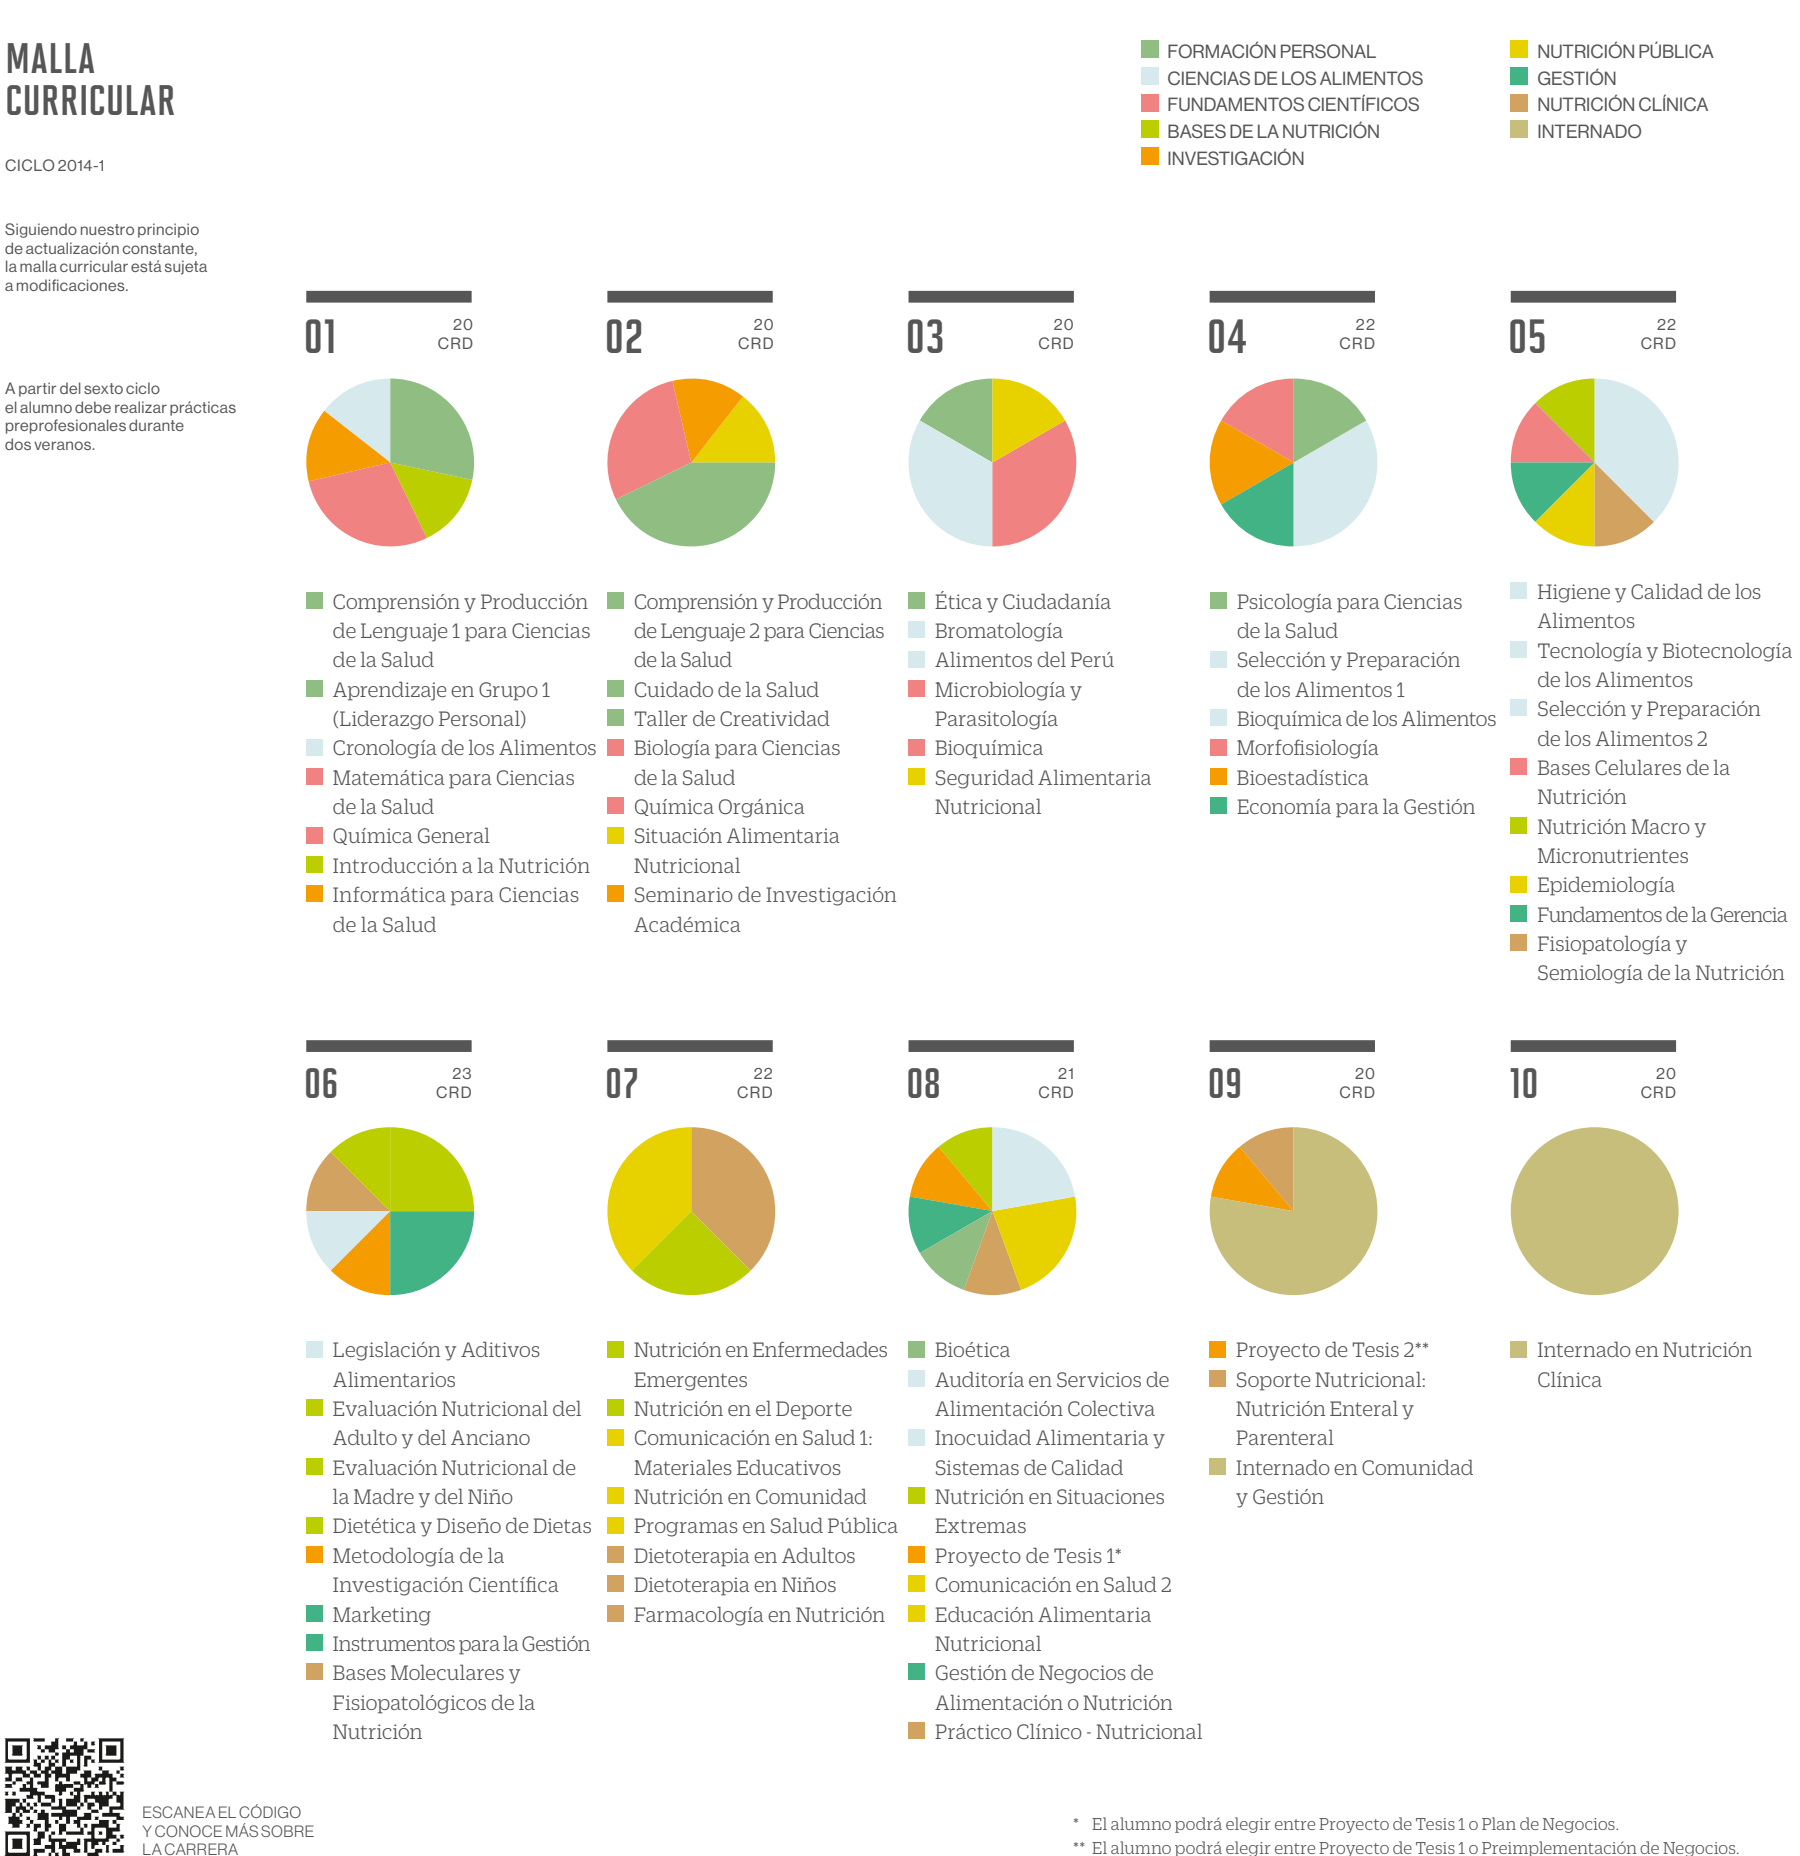 MALLA
CURRICULAR
CICLO 2014-1
Siguiendo nuestro principio
de actualización constante,
la malla curricular está sujeta
a modificaciones.
A partir del sexto ciclo
el alumno debe realizar prácticas
preprofesionales durante
dos veranos.
FORMACIÓN PERSONAL
CIENCIAS DE LOS ALIMENTOS
FUNDAMENTOS CIENTÍFICOS
BASES DE LA NUTRICIÓN
INVESTIGACIÓN
NUTRICIÓN PÚBLICA
GESTIÓN
NUTRICIÓN CLÍNICA
INTERNADO
01
20
CRD
Comprensión y Producción
de Lenguaje 1 para Ciencias
de la Salud
Aprendizaje en Grupo 1
(Liderazgo Personal)
Cronología de los Alimentos
Matemática para Ciencias
de la Salud
Química General
Introducción a la Nutrición
Informática para Ciencias
de la Salud
02
20
CRD
Comprensión y Producción
de Lenguaje 2 para Ciencias
de la Salud
Cuidado de la Salud
Taller de Creatividad
Biología para Ciencias
de la Salud
Química Orgánica
Situación Alimentaria
Nutricional
Seminario de Investigación
Académica
03
20
CRD
Ética y Ciudadanía
Bromatología
Alimentos del Perú
Microbiología y
Parasitología
Bioquímica
Seguridad Alimentaria
Nutricional
04
22
CRD
Psicología para Ciencias
de la Salud
Selección y Preparación
de los Alimentos 1
Bioquímica de los Alimentos
Morfofisiología
Bioestadística
Economía para la Gestión
05
22
CRD
Higiene y Calidad de los
Alimentos
Tecnología y Biotecnología
de los Alimentos
Selección y Preparación
de los Alimentos 2
Bases Celulares de la
Nutrición
Nutrición Macro y
Micronutrientes
Epidemiología
Fundamentos de la Gerencia
Fisiopatología y
Semiología de la Nutrición
06
23
CRD
Legislación y Aditivos
Alimentarios
Evaluación Nutricional del
Adulto y del Anciano
Evaluación Nutricional de
la Madre y del Niño
Dietética y Diseño de Dietas
Metodología de la
Investigación Científica
Marketing
Instrumentos para la Gestión
Bases Moleculares y
Fisiopatológicos de la
Nutrición
07
22
CRD
Nutrición en Enfermedades
Emergentes
Nutrición en el Deporte
Comunicación en Salud 1:
Materiales Educativos
Nutrición en Comunidad
Programas en Salud Pública
Dietoterapia en Adultos
Dietoterapia en Niños
Farmacología en Nutrición
08
21
CRD
Bioética
Auditoría en Servicios de
Alimentación Colectiva
Inocuidad Alimentaria y
Sistemas de Calidad
Nutrición en Situaciones
Extremas
Proyecto de Tesis 1*
Comunicación en Salud 2
Educación Alimentaria
Nutricional
Gestión de Negocios de
Alimentación o Nutrición
Práctico Clínico - Nutricional
09
20
CRD
Proyecto de Tesis 2**
Soporte Nutricional:
Nutrición Enteral y
Parenteral
Internado en Comunidad
y Gestión
10
20
CRD
Internado en Nutrición
Clínica
ESCANEA EL CÓDIGO
Y CONOCE MÁS SOBRE
LA CARRERA
* El alumno podrá elegir entre Proyecto de Tesis 1 o Plan de Negocios.
** El alumno podrá elegir entre Proyecto de Tesis 1 o Preimplementación de Negocios.